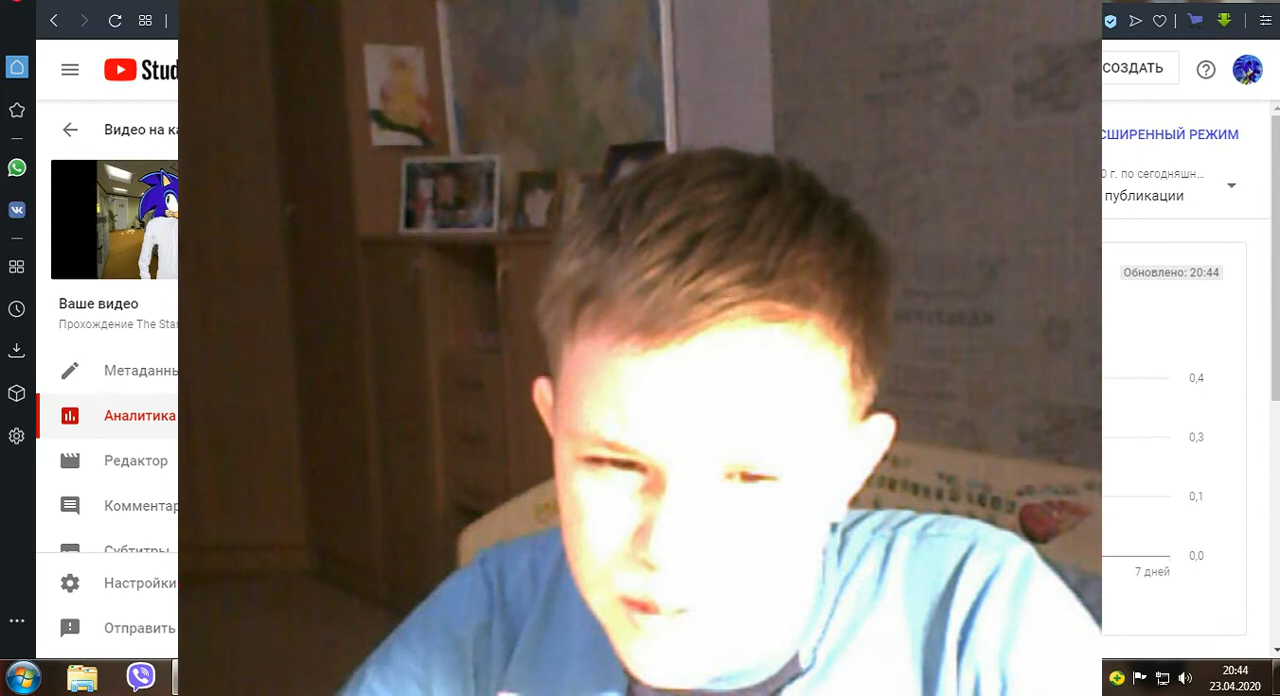 Stud
СОЗДАТЬ
Видео на ка
СШИРЕННЫЙ РЕЖИМ
0 г. по сегодняшн...
публикации
Обновлено: 20:44
Ваше видео
Прохождение The Sta
Метаданны
0,4
Аналитика
0,3
Редактор
0,1
Коммента
Субтитры
0,0
7 дней
Настройки
Отправить
20:44
23.04.2020